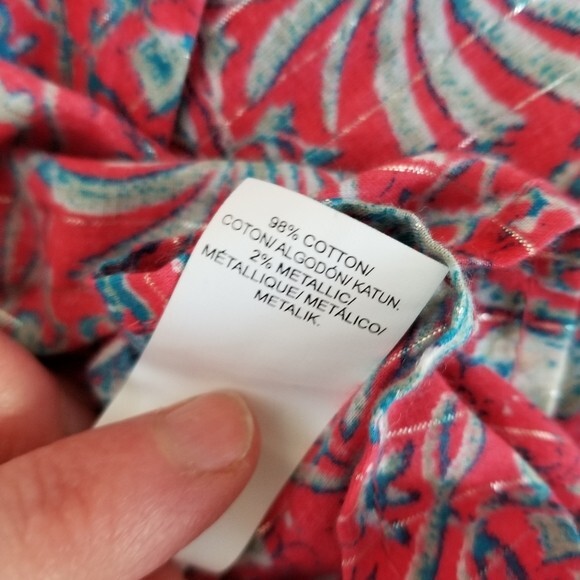 98% COTTON/
COTON/ALGODÓN/ KATUN.
2% METALLIC/
MÉTALLIQUE/ METÁLICO/
METALIK.